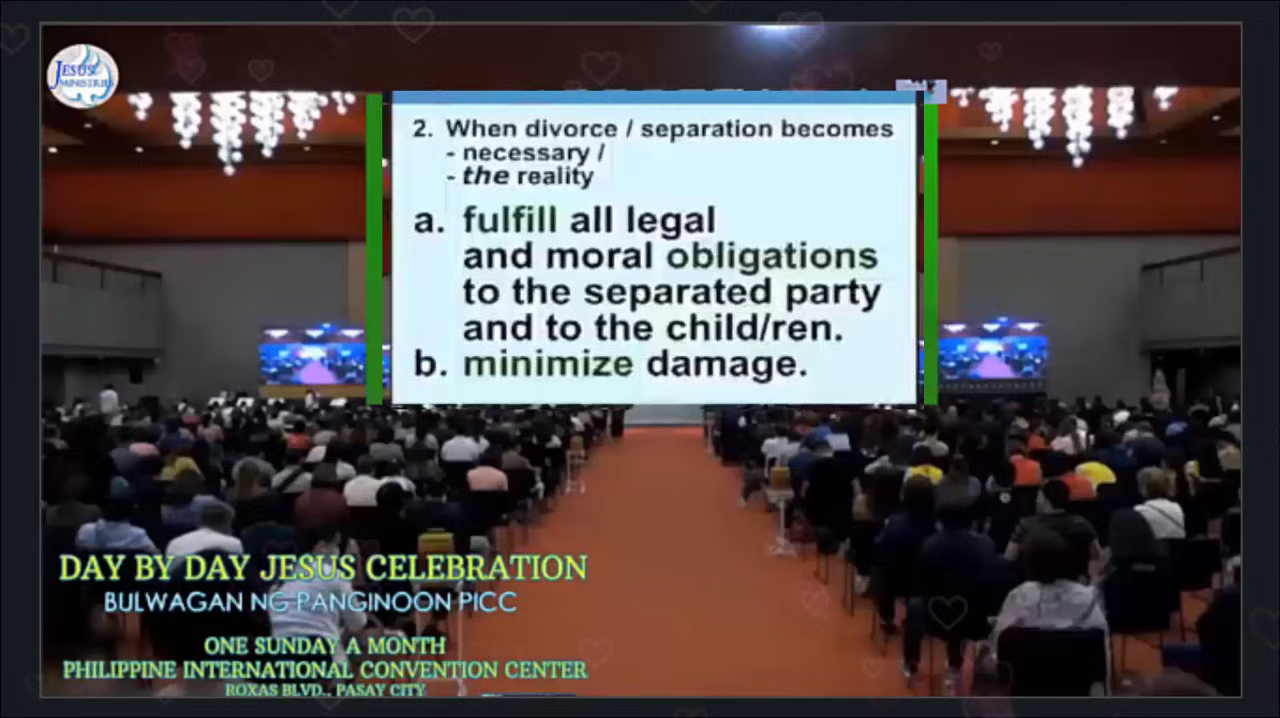 JESUS
MINISTRIES
2. When divorce / separation becomes
- necessary /
- the reality
a. fulfill all legal
and moral obligations
to the separated party
and to the child/ren.
b. minimize damage.
DAY BY DAY JESUS CELEBRATION
BULWAGAN NG PANGINOON PICC
ONE SUNDAY A MONTH
PHILIPPINE INTERNATIONAL CONVENTION CENTER
ROXAS BLVD., PASAY CITY